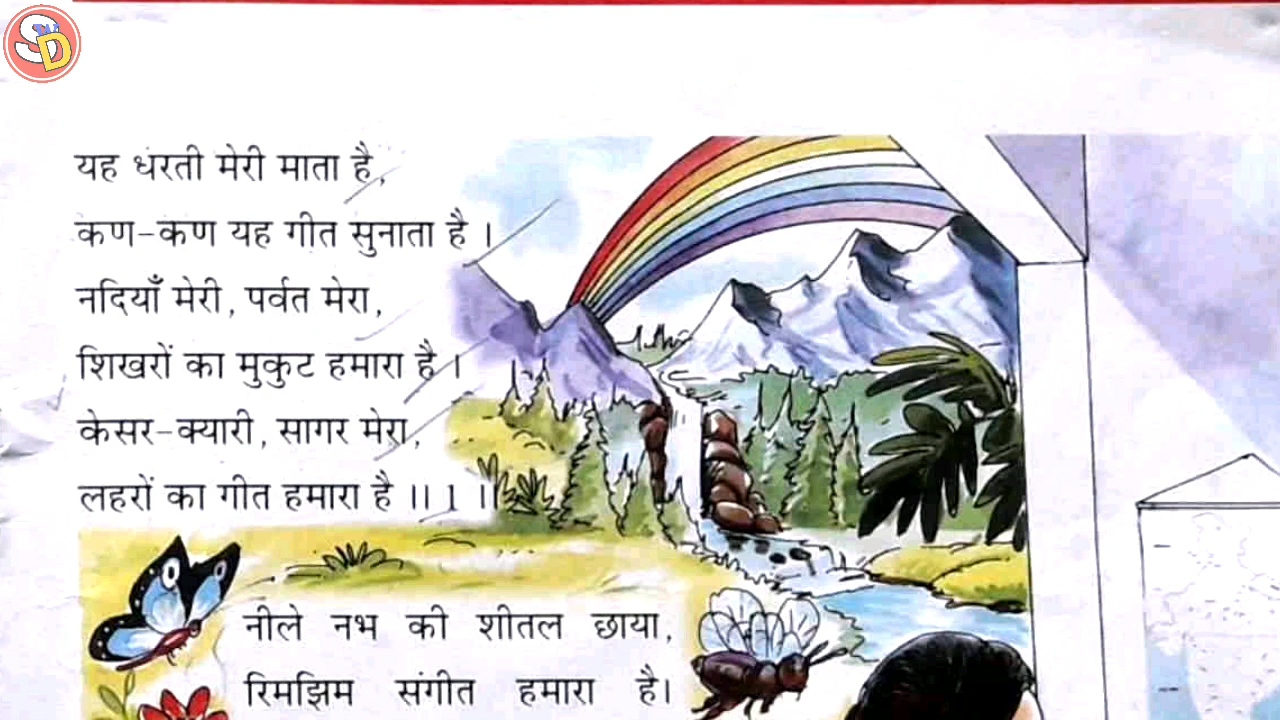 SD
यह धरती मेरी माता है,
कण-कण यह गीत सुनाता है ।
नदियाँ मेरी, पर्वत मेरा,
शिखरों का मुकुट हमारा है ।
केसर-क्यारी, सागर मेरा,
लहरों का गीत हमारा है ।। 1 ।।
नीले नभ की शीतल छाया,
रिमझिम संगीत हमारा है।